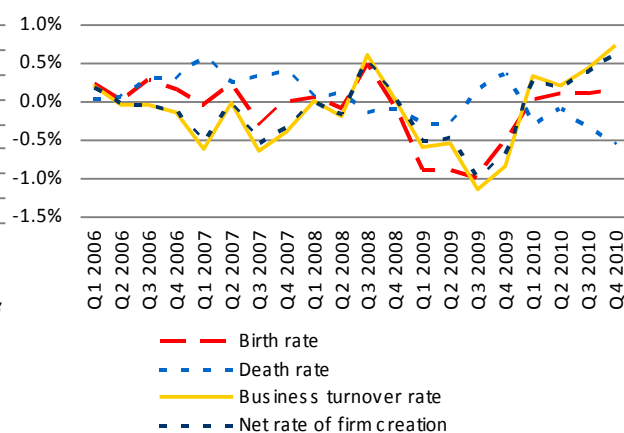 1.0%
0.5%
0.0%
-0.5%
-1.0%
-1.5%
Q1 2006
Q2 2006
Q3 2006
Q4 2006
Q1 2007
Q2 2007
Q3 2007
Q4 2007
Q1 2008
Q2 2008
Q3 2008
Q4 2008
Q1 2009
Q2 2009
Q3 2009
Q4 2009
Q1 2010
Q2 2010
Q3 2010
Q4 2010
Birth rate
Death rate
Business turnover rate
Net rate of firm creation